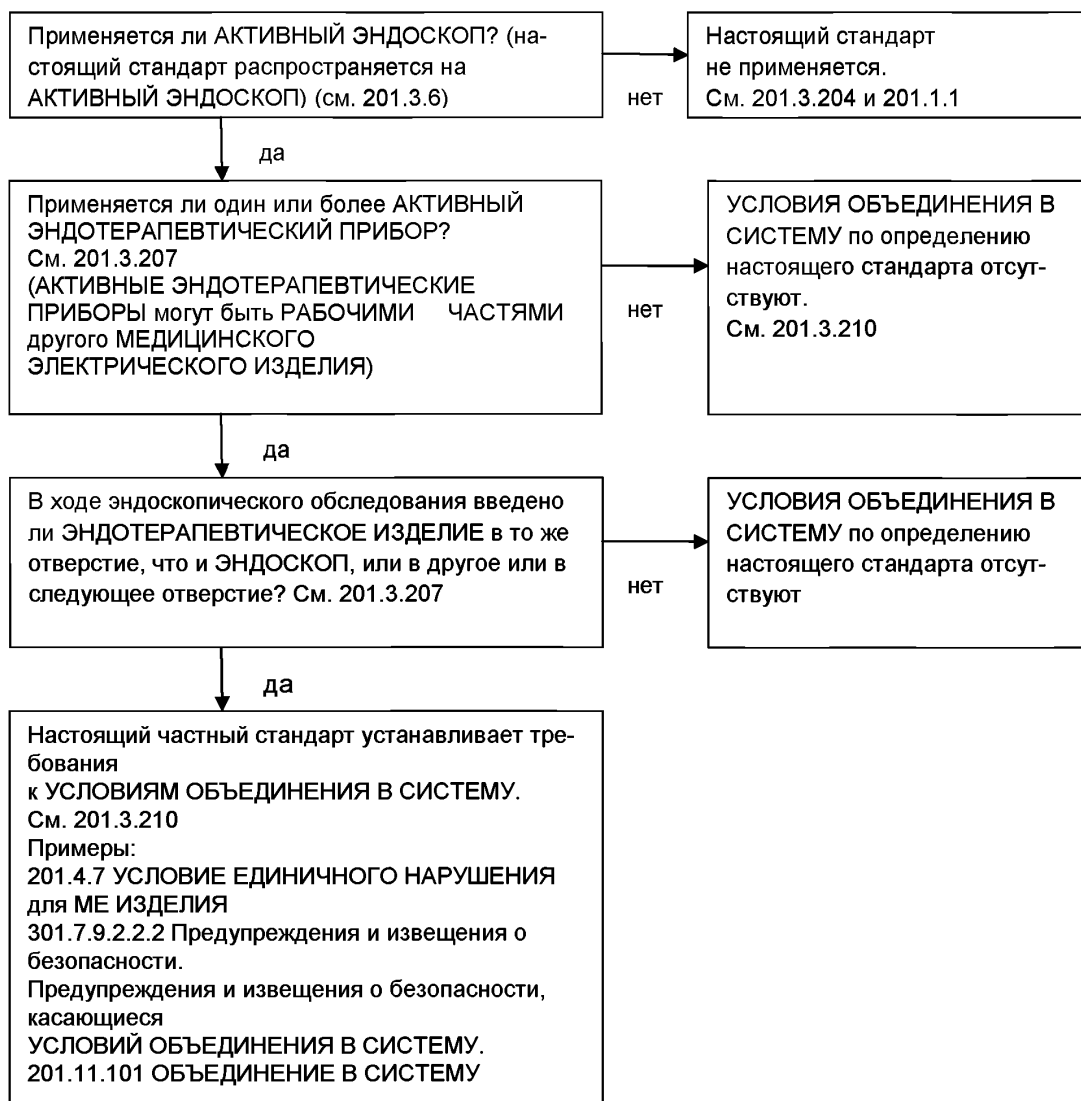 Применяется ли АКТИВНЫЙ ЭНДОСКОП? (на-
стоящий стандарт распространяется на
АКТИВНЫЙ ЭНДОСКОП) (см. 201.3.6)
нет
Настоящий стандарт
не применяется.
См. 201.3.204 и 201.1.1
да
Применяется ли один или более АКТИВНЫЙ
ЭНДОТЕРАПЕВТИЧЕСКИЙ ПРИБОР?
См. 201.3.207
(АКТИВНЫЕ ЭНДОТЕРАПЕВТИЧЕСКИЕ
ПРИБОРЫ могут быть РАБОЧИМИ ЧАСТЯМИ
другого МЕДИЦИНСКОГО
ЭЛЕКТРИЧЕСКОГО ИЗДЕЛИЯ)
нет
УСЛОВИЯ ОБЪЕДИНЕНИЯ В
СИСТЕМУ по определению
настоящего стандарта отсут-
ствуют.
См. 201.3.210
да
В ходе эндоскопического обследования введено
ли ЭНДОТЕРАПЕВТИЧЕСКОЕ ИЗДЕЛИЕ в то же
отверстие, что и ЭНДОСКОП, или в другое или в
следующее отверстие? См. 201.3.207
нет
УСЛОВИЯ ОБЪЕДИНЕНИЯ В
СИСТЕМУ по определению
настоящего стандарта отсут-
ствуют
да
Настоящий частный стандарт устанавливает тре-
бования
к УСЛОВИЯМ ОБЪЕДИНЕНИЯ В СИСТЕМУ.
См. 201.3.210
Примеры:
201.4.7 УСЛОВИЕ ЕДИНИЧНОГО НАРУШЕНИЯ
для МЕ ИЗДЕЛИЯ
301.7.9.2.2.2 Предупреждения и извещения о
безопасности.
Предупреждения и извещения о безопасности,
касающиеся
УСЛОВИЙ ОБЪЕДИНЕНИЯ В СИСТЕМУ.
201.11.101 ОБЪЕДИНЕНИЕ В СИСТЕМУ